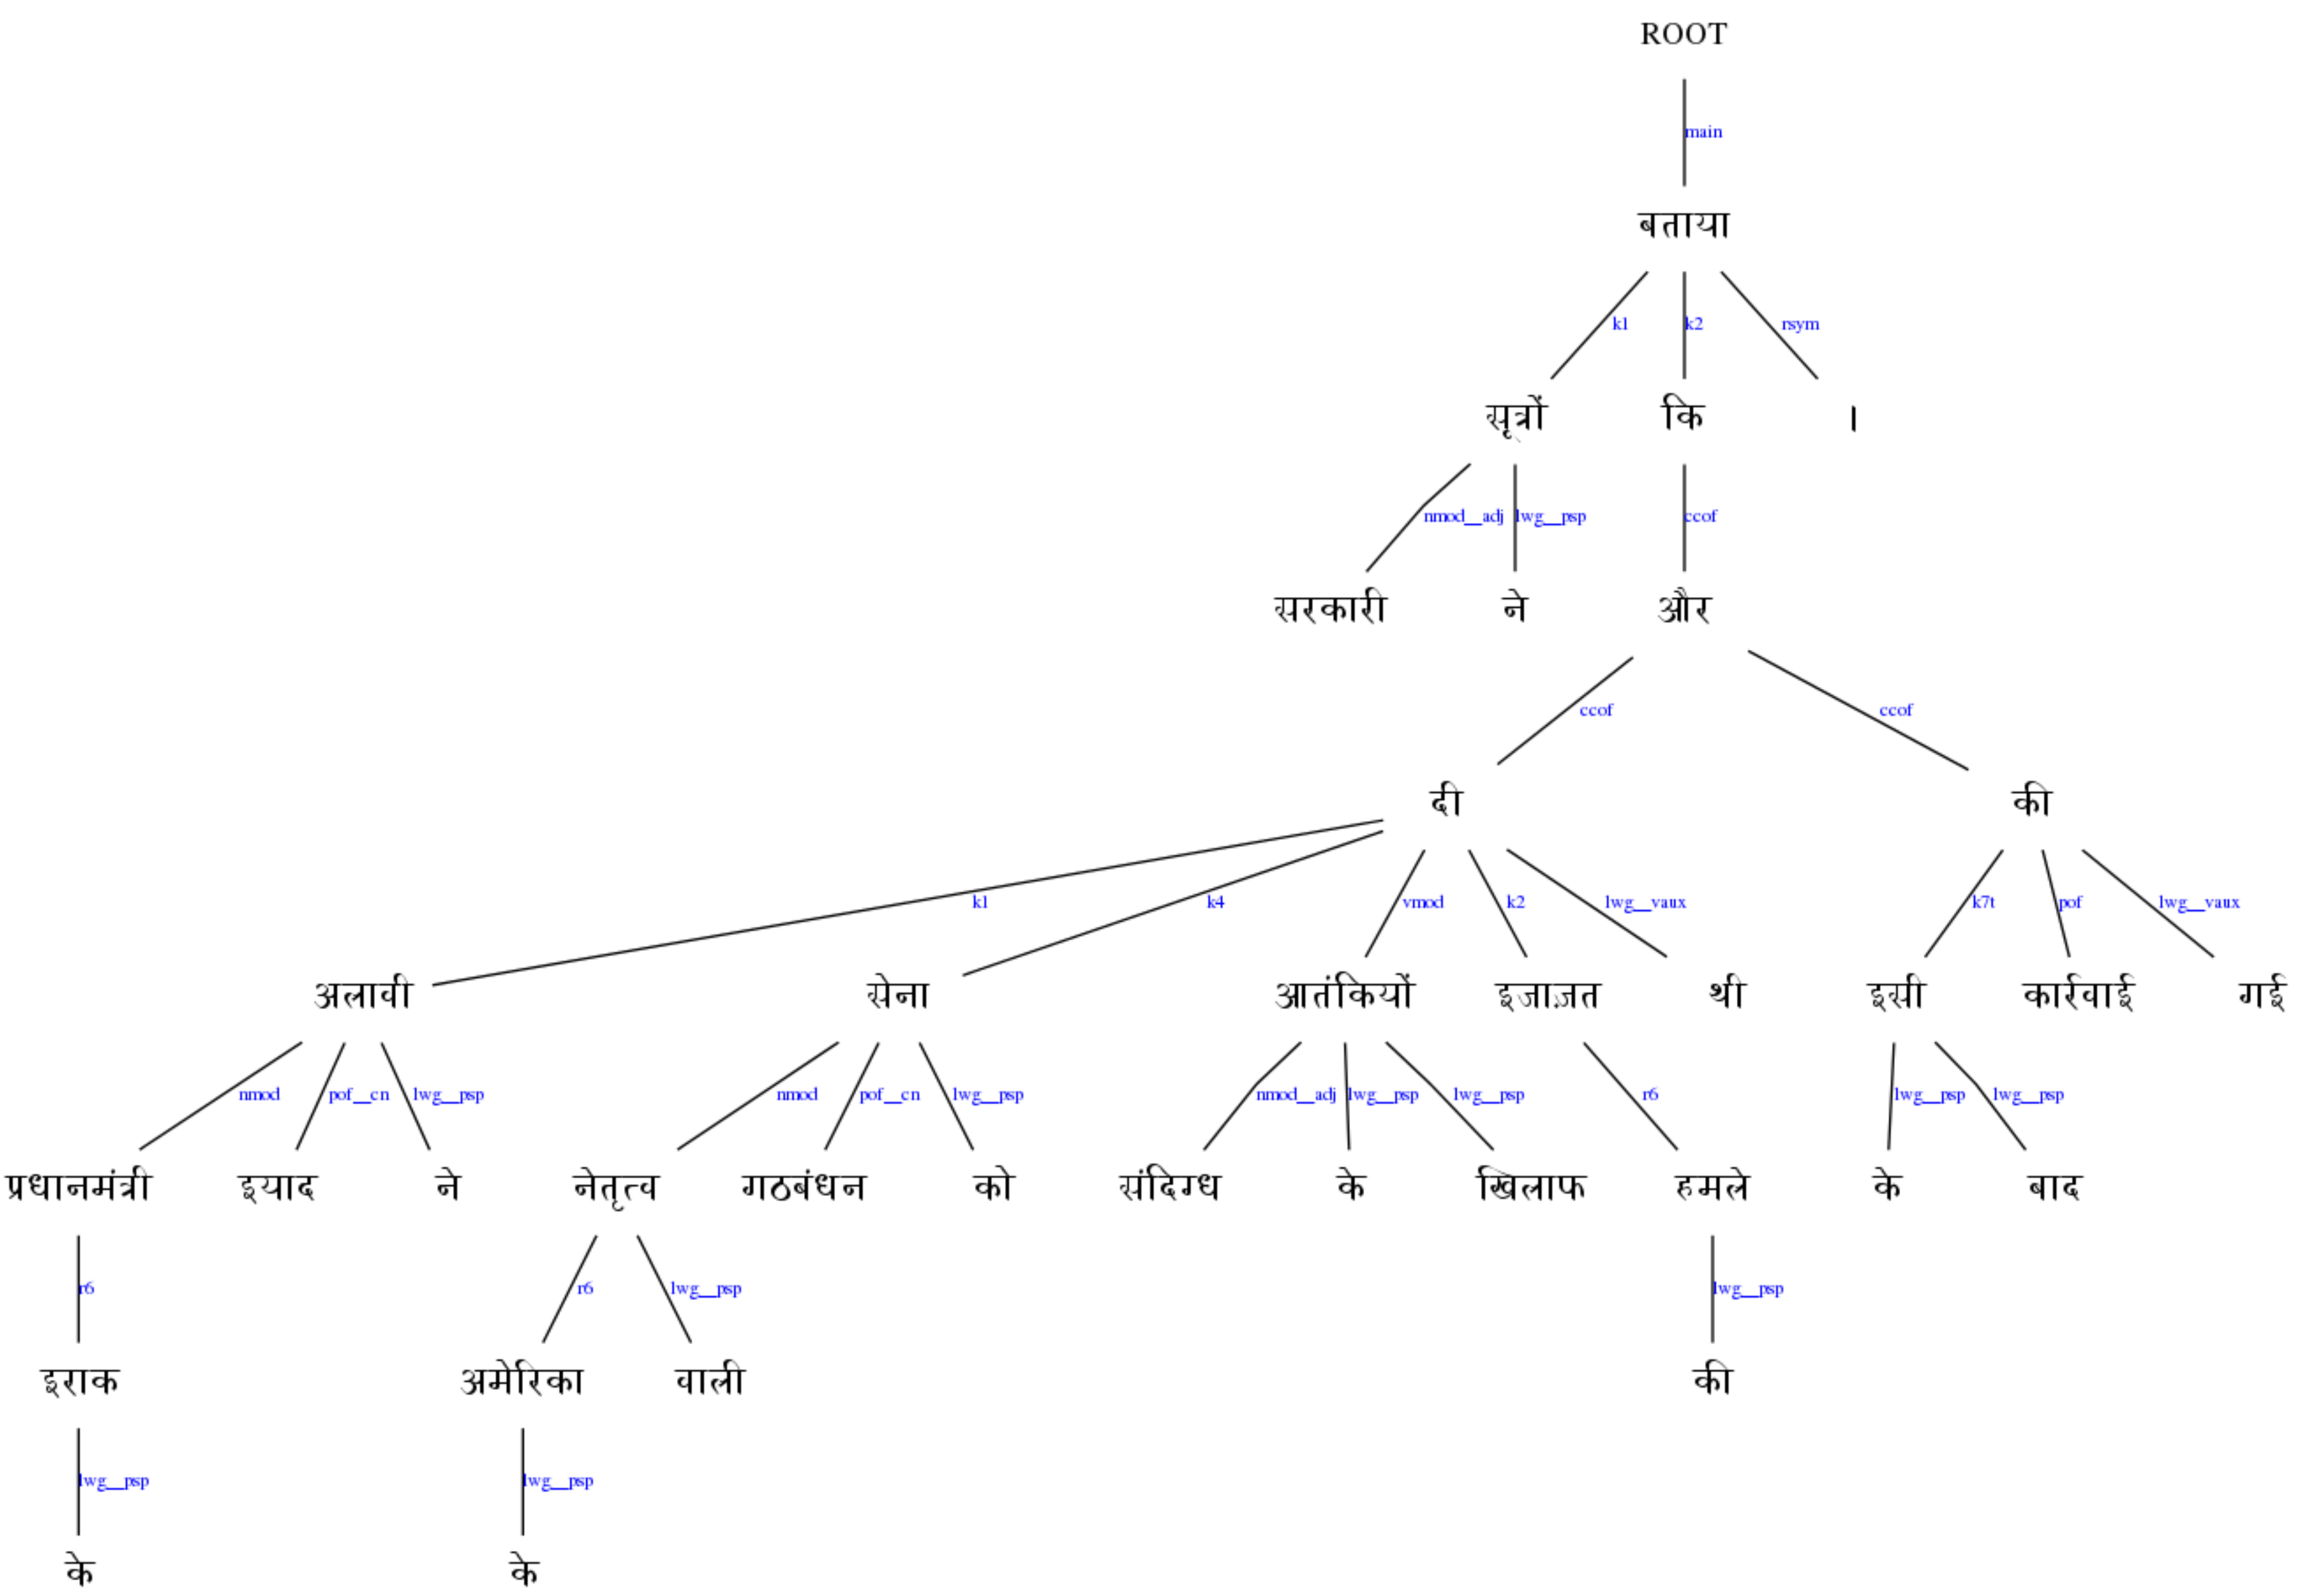 ROOT
main
बताया
k1 k2 rsym
सूत्रों कि ।
nmod__adj lwg__psp ccof
सरकारी ने और
ccof ccof
दी की
k1 k4 vmod k2 lwg__vaux k7t pof lwg__vaux
अलावी सेना आतंकियों इजाज़त थी इसी कार्रवाई गई
nmod pof__cn lwg__psp nmod pof__cn lwg__psp nmod__adj lwg__psp lwg__psp r6 lwg__psp lwg__psp
प्रधानमंत्री इयाद ने नेतृत्व गठबंधन को संदिग्ध के खिलाफ हमले के बाद
r6 r6 lwg__psp lwg__psp
इराक अमेरिका वाली की
lwg__psp lwg__psp
के के